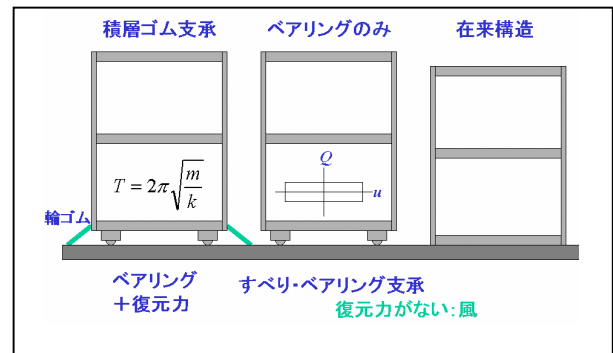 積層ゴム支承
ベアリングのみ
在来構造
T = 2π√(m/k)
Q
u
輪ゴム
ベアリング
＋復元力
すべり・ベアリング支承
復元力がない：風